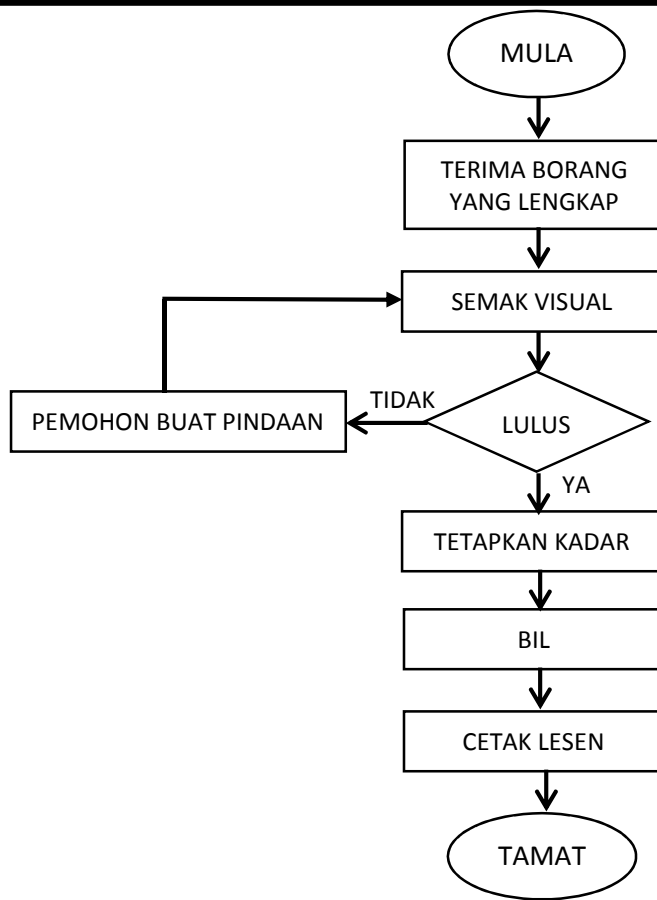 MULA
TERIMA BORANG
YANG LENGKAP
SEMAK VISUAL
TIDAK
PEMOHON BUAT PINDAAN
LULUS
YA
TETAPKAN KADAR
BIL
CETAK LESEN
TAMAT